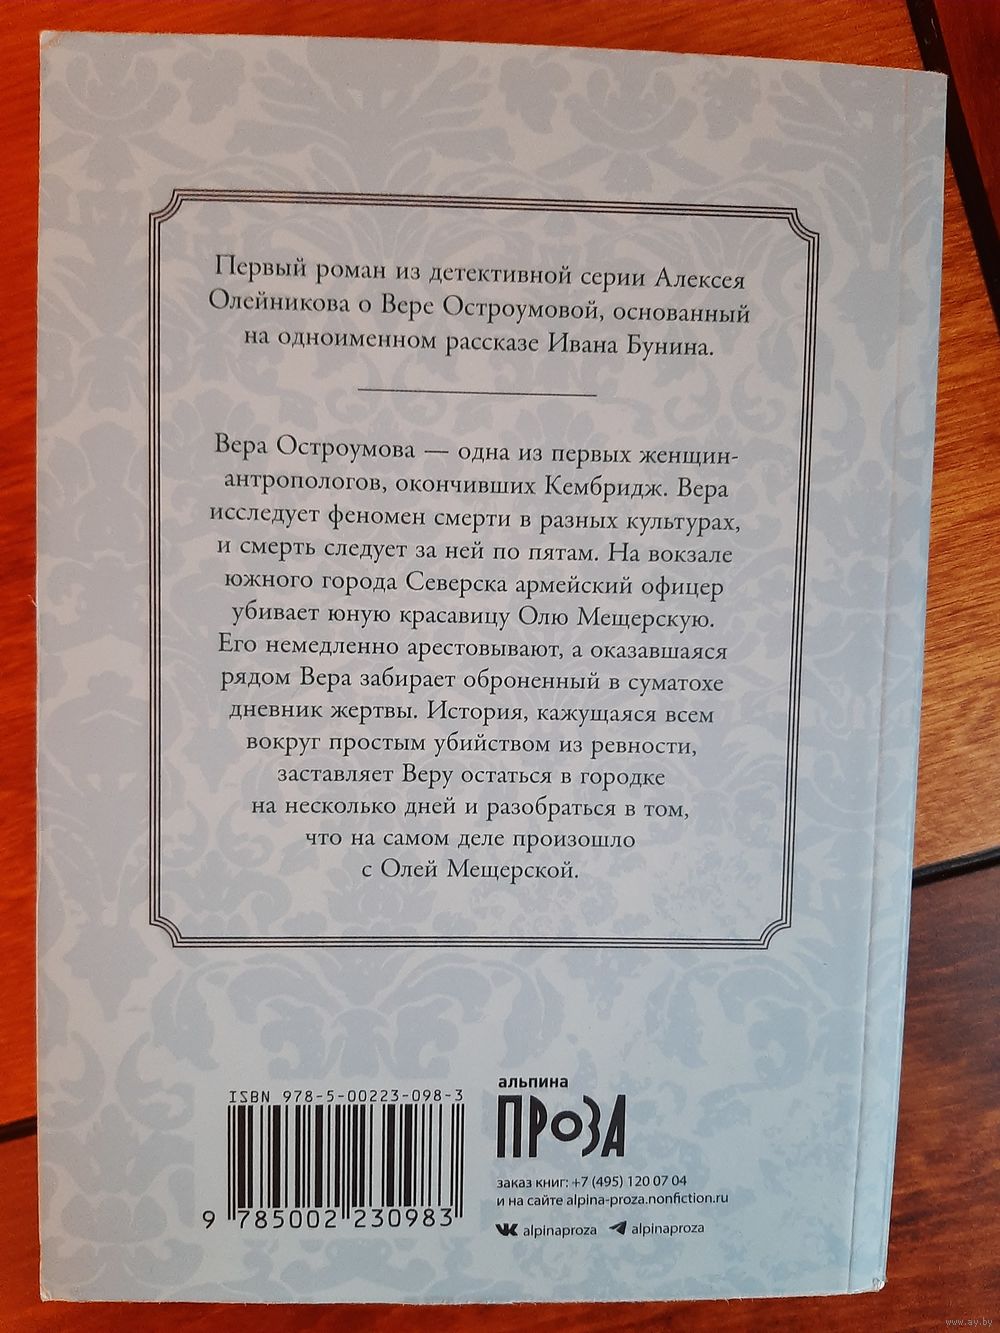 Первый роман из детективной серии Алексея
Олейникова о Вере Остроумовой, основанный
на одноименном рассказе Ивана Бунина.
Вера Остроумова — одна из первых женщин-
антропологов, окончивших Кембридж. Вера
исследует феномен смерти в разных культурах,
и смерть следует за ней по пятам. На вокзале
южного города Северска армейский офицер
убивает юную красавицу Олю Мещерскую.
Его немедленно арестовывают, а оказавшаяся
рядом Вера забирает оброненный в суматохе
дневник жертвы. История, кажущаяся всем
вокруг простым убийством из ревности,
заставляет Веру остаться в городке
на несколько дней и разобраться в том,
что на самом деле произошло
с Олей Мещерской.
ISBN 978-5-00223-098-3
9 785002 230983
альпина
ПРОЗА
заказ книг: +7 (495) 120 07 04
и на сайте alpina-proza.nonfiction.ru
alpinaproza alpinaproza
www.ay.by